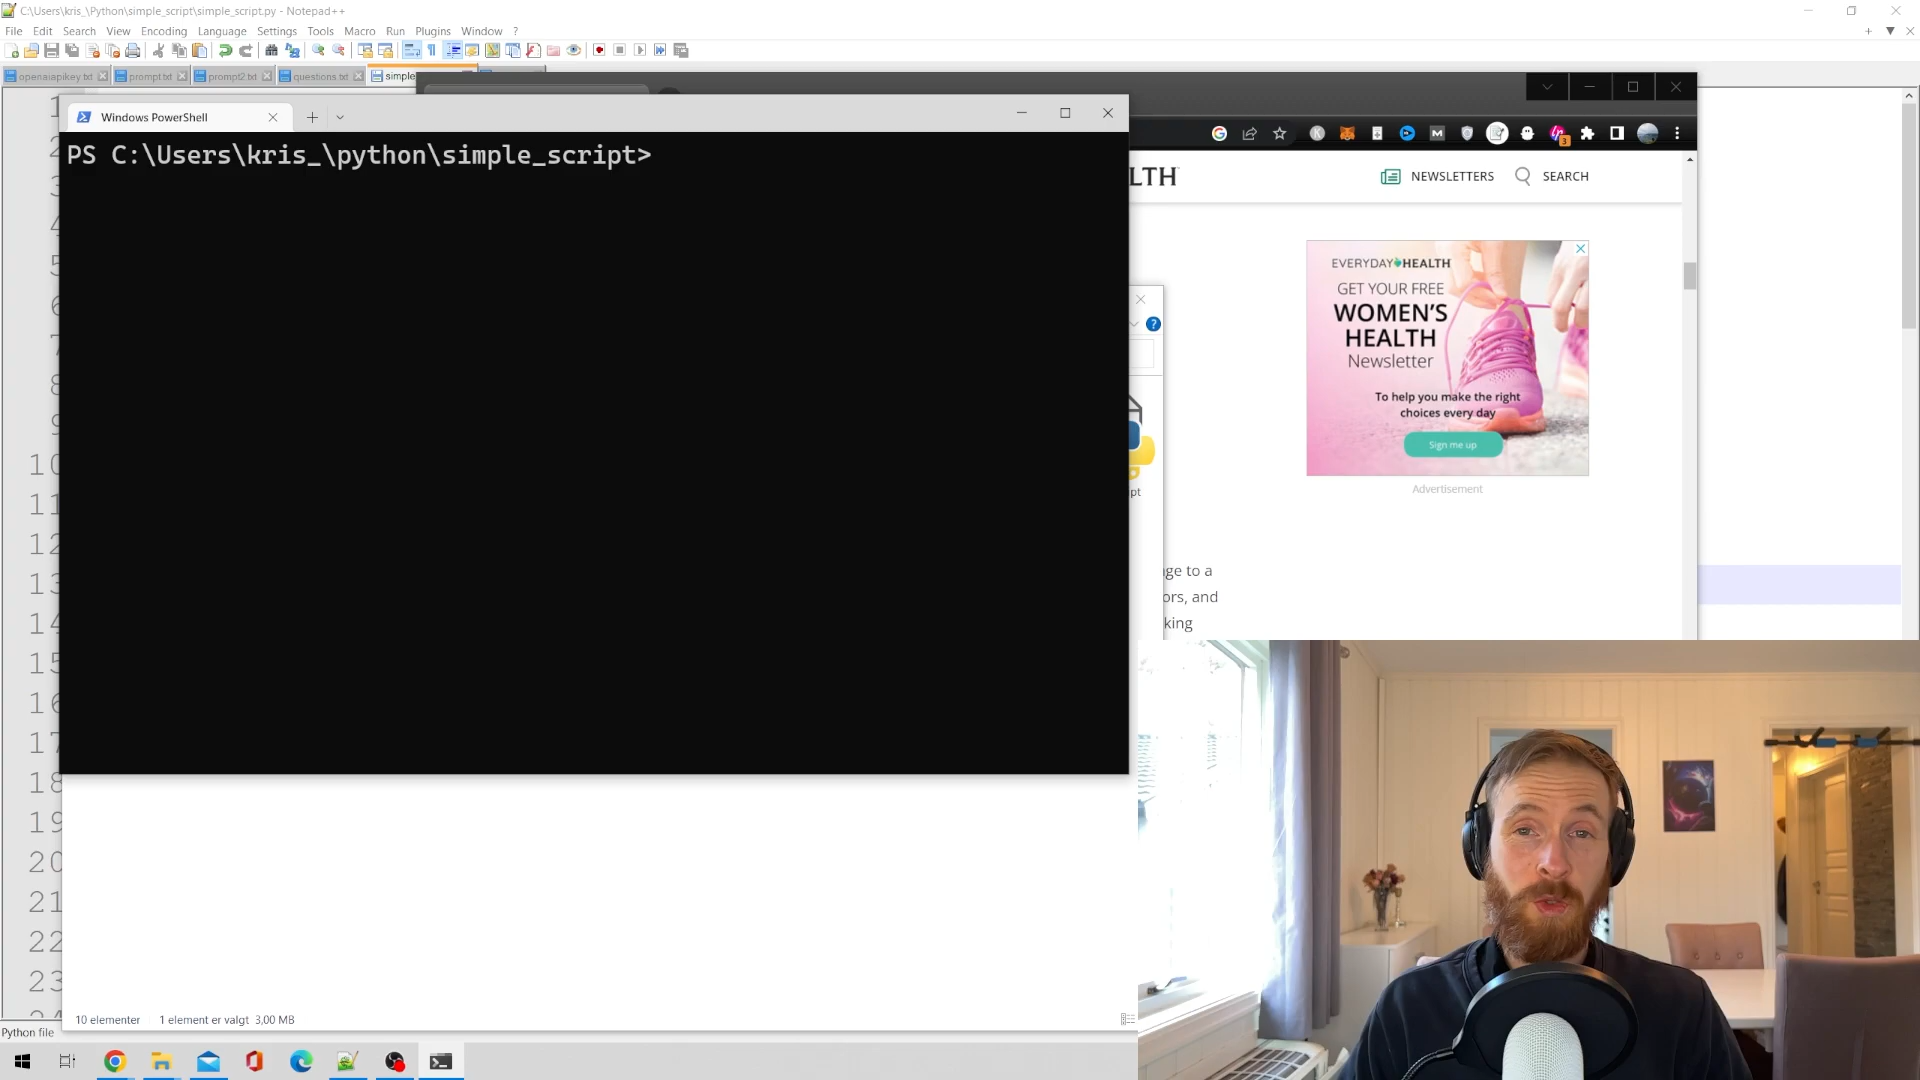 C:\Users\kris_\Python\simple_script\simple_script.py - Notepad++
File Edit Search View Encoding Language Settings Tools Macro Run Plugins Window ?
openaiapikey.txt prompt.txt prompt2.txt questions.txt simple
Windows PowerShell
PS C:\Users\kris_\python\simple_script>
3
LTH
NEWSLETTERS
SEARCH
EVERYDAY HEALTH
GET YOUR FREE
WOMEN'S
HEALTH
Newsletter
To help you make the right
choices every day
Sign me up
Advertisement
pt
ge to a
ors, and
king
10
11
12
13
14
15
16
17
18
19
20
21
22
23
10 elementer
1 element er valgt 3,00 MB
Python file